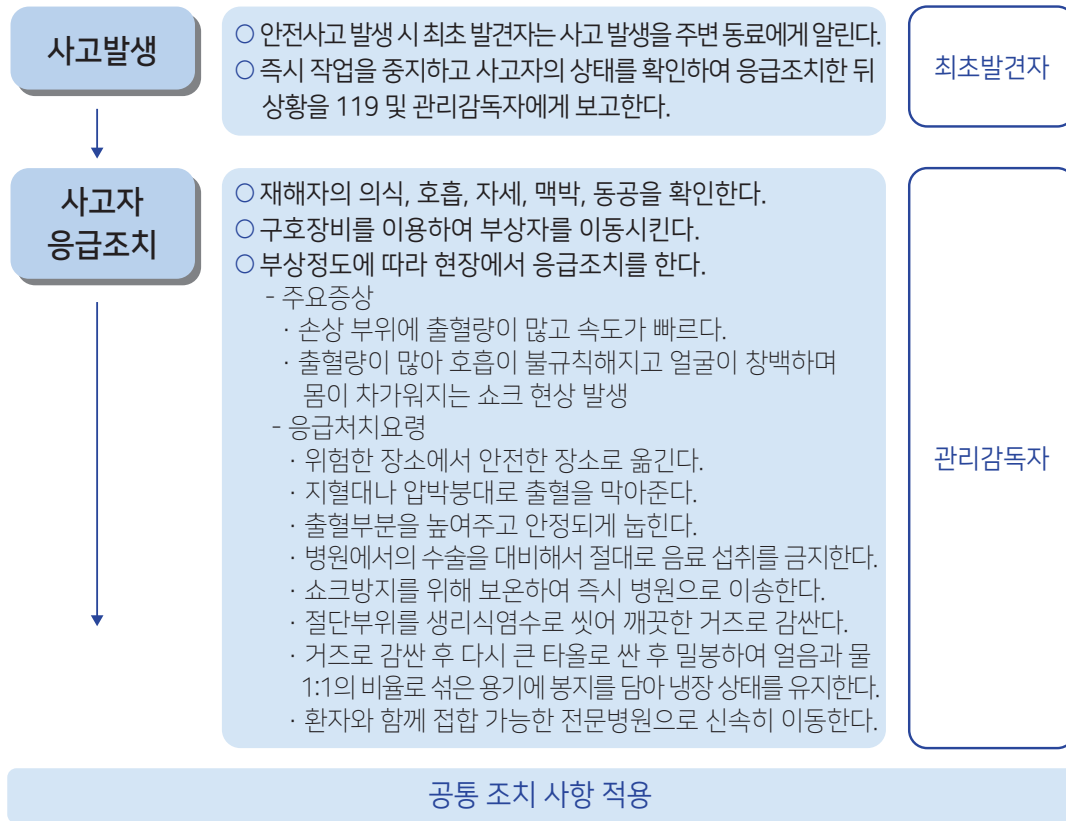 사고발생
○ 안전사고 발생 시 최초 발견자는 사고 발생을 주변 동료에게 알린다.
○ 즉시 작업을 중지하고 사고자의 상태를 확인하여 응급조치한 뒤
상황을 119 및 관리감독자에게 보고한다.
최초발견자
사고자
응급조치
○ 재해자의 의식, 호흡, 자세, 맥박, 동공을 확인한다.
○ 구호장비를 이용하여 부상자를 이동시킨다.
○ 부상정도에 따라 현장에서 응급조치를 한다.
- 주요증상
· 손상 부위에 출혈량이 많고 속도가 빠르다.
· 출혈량이 많아 호흡이 불규칙해지고 얼굴이 창백하며
몸이 차가워지는 쇼크 현상 발생
- 응급처치요령
· 위험한 장소에서 안전한 장소로 옮긴다.
· 지혈대나 압박붕대로 출혈을 막아준다.
· 출혈부분을 높여주고 안정되게 눕힌다.
· 병원에서의 수술을 대비해서 절대로 음료 섭취를 금지한다.
· 쇼크방지를 위해 보온하여 즉시 병원으로 이송한다.
· 절단부위를 생리식염수로 씻어 깨끗한 거즈로 감싼다.
· 거즈로 감싼 후 다시 큰 타올로 싼 후 밀봉하여 얼음과 물
1:1의 비율로 섞은 용기에 봉지를 담아 냉장 상태를 유지한다.
· 환자와 함께 접합 가능한 전문병원으로 신속히 이동한다.
관리감독자
공통 조치 사항 적용